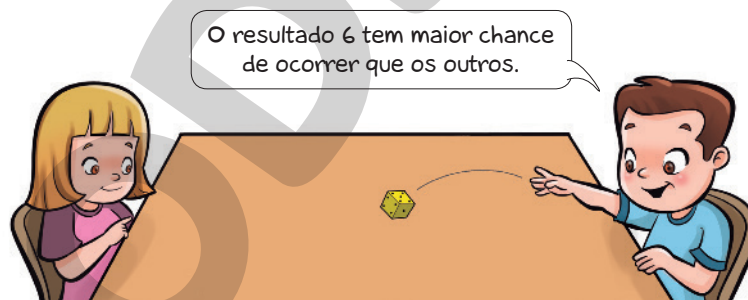 O resultado 6 tem maior chance
de ocorrer que os outros.